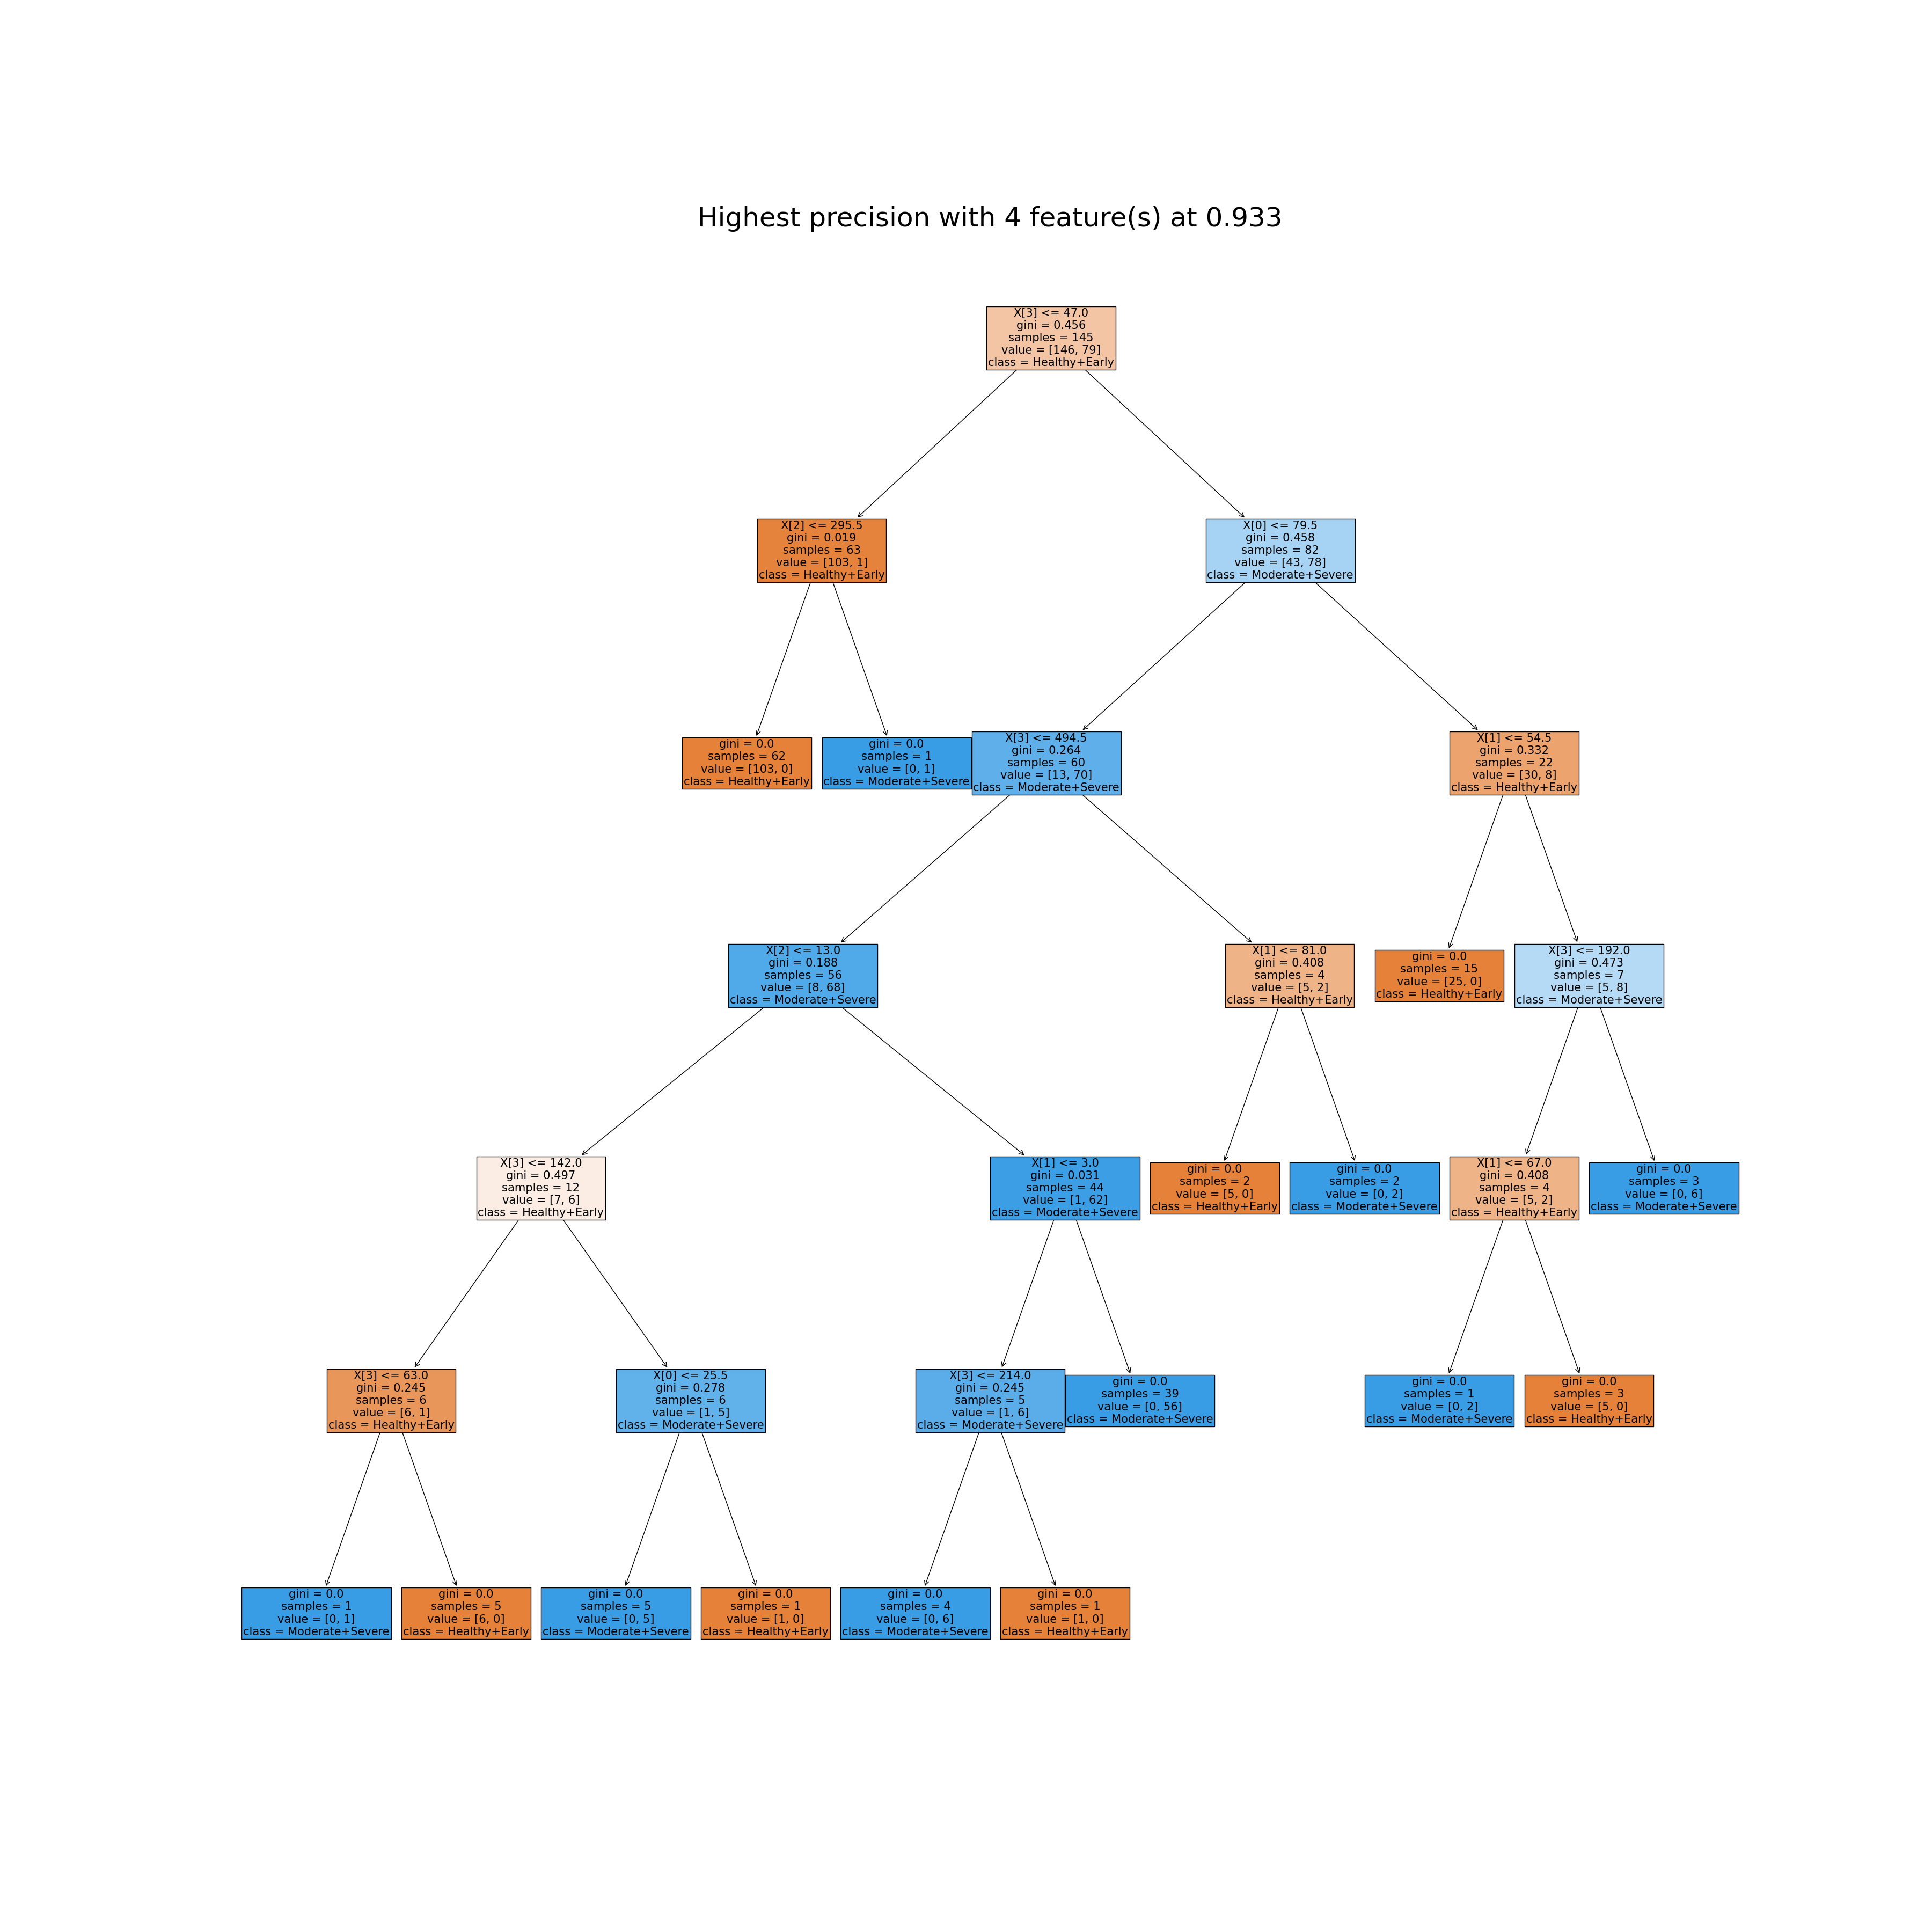 Highest precision with 4 feature(s) at 0.933
X[3] <= 47.0
gini = 0.456
samples = 145
value = [146, 79]
class = Healthy+Early
X[2] <= 295.5
gini = 0.019
samples = 63
value = [103, 1]
class = Healthy+Early
X[0] <= 79.5
gini = 0.458
samples = 82
value = [43, 78]
class = Moderate+Severe
gini = 0.0
samples = 62
value = [103, 0]
class = Healthy+Early
gini = 0.0
samples = 1
value = [0, 1]
class = Moderate+Severe
X[3] <= 494.5
gini = 0.264
samples = 60
value = [13, 70]
class = Moderate+Severe
X[1] <= 54.5
gini = 0.332
samples = 22
value = [30, 8]
class = Healthy+Early
X[2] <= 13.0
gini = 0.188
samples = 56
value = [8, 68]
class = Moderate+Severe
X[1] <= 81.0
gini = 0.408
samples = 4
value = [5, 2]
class = Healthy+Early
gini = 0.0
samples = 15
value = [25, 0]
class = Healthy+Early
X[3] <= 192.0
gini = 0.473
samples = 7
value = [5, 8]
class = Moderate+Severe
X[3] <= 142.0
gini = 0.497
samples = 12
value = [7, 6]
class = Healthy+Early
X[1] <= 3.0
gini = 0.031
samples = 44
value = [1, 62]
class = Moderate+Severe
gini = 0.0
samples = 2
value = [5, 0]
class = Healthy+Early
gini = 0.0
samples = 2
value = [0, 2]
class = Moderate+Severe
X[1] <= 67.0
gini = 0.408
samples = 4
value = [5, 2]
class = Healthy+Early
gini = 0.0
samples = 3
value = [0, 6]
class = Moderate+Severe
X[3] <= 63.0
gini = 0.245
samples = 6
value = [6, 1]
class = Healthy+Early
X[0] <= 25.5
gini = 0.278
samples = 6
value = [1, 5]
class = Moderate+Severe
X[3] <= 214.0
gini = 0.245
samples = 5
value = [1, 6]
class = Moderate+Severe
gini = 0.0
samples = 39
value = [0, 56]
class = Moderate+Severe
gini = 0.0
samples = 1
value = [0, 2]
class = Moderate+Severe
gini = 0.0
samples = 3
value = [5, 0]
class = Healthy+Early
gini = 0.0
samples = 1
value = [0, 1]
class = Moderate+Severe
gini = 0.0
samples = 5
value = [6, 0]
class = Healthy+Early
gini = 0.0
samples = 5
value = [0, 5]
class = Moderate+Severe
gini = 0.0
samples = 1
value = [1, 0]
class = Healthy+Early
gini = 0.0
samples = 4
value = [0, 6]
class = Moderate+Severe
gini = 0.0
samples = 1
value = [1, 0]
class = Healthy+Early